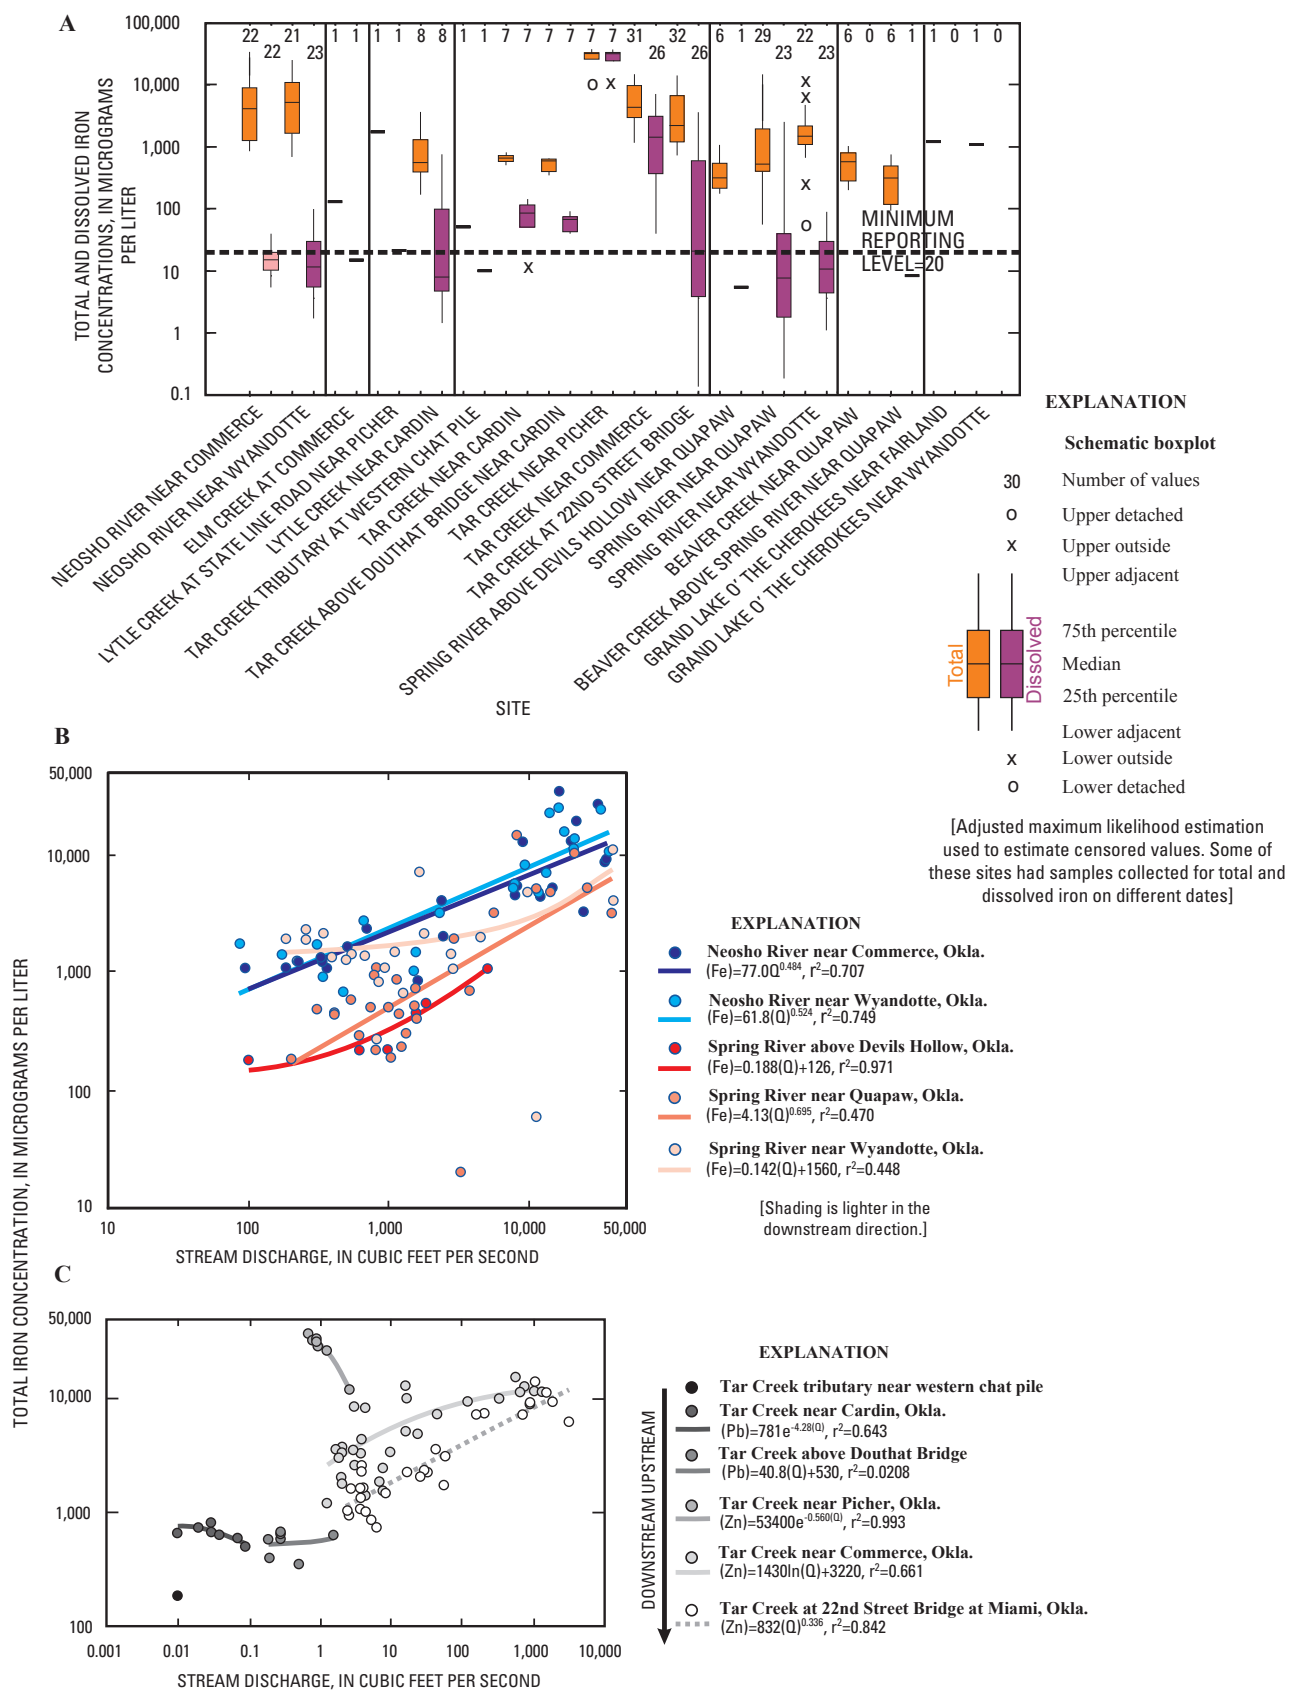 A
100,000
10,000
1,000
100
10
1
0.1
TOTAL AND DISSOLVED IRON
CONCENTRATIONS, IN MICROGRAMS
PER LITER
22 21 1 1 1 1 8 8 1 1 7 7 7 7 7 7 31 32 6 1 29 22 6 0 6 1 1 0 1 0
22 23 26 26 23 23
MINIMUM
REPORTING
LEVEL=20
NEOSHO RIVER NEAR COMMERCE
NEOSHO RIVER NEAR WYANDOTTE
ELM CREEK AT COMMERCE
LYTLE CREEK AT STATE LINE ROAD NEAR PICHER
LYTLE CREEK NEAR CARDIN
TAR CREEK TRIBUTARY AT WESTERN CHAT PILE
TAR CREEK NEAR CARDIN
TAR CREEK ABOVE DOUTHAT BRIDGE NEAR CARDIN
TAR CREEK NEAR PICHER
TAR CREEK NEAR COMMERCE
TAR CREEK AT 22ND STREET BRIDGE
SPRING RIVER ABOVE DEVILS HOLLOW NEAR QUAPAW
SPRING RIVER NEAR QUAPAW
SPRING RIVER NEAR WYANDOTTE
BEAVER CREEK NEAR QUAPAW
BEAVER CREEK ABOVE SPRING RIVER NEAR QUAPAW
GRAND LAKE O' THE CHEROKEES NEAR FAIRLAND
GRAND LAKE O' THE CHEROKEES NEAR WYANDOTTE
SITE
EXPLANATION
Schematic boxplot
30 Number of values
o Upper detached
x Upper outside
Upper adjacent
75th percentile
Median
25th percentile
Lower adjacent
x Lower outside
o Lower detached
Total
Dissolved
[Adjusted maximum likelihood estimation
used to estimate censored values. Some of
these sites had samples collected for total and
dissolved iron on different dates]
B
TOTAL IRON CONCENTRATION, IN MICROGRAMS PER LITER
50,000
10,000
1,000
100
10
10 100 1,000 10,000 50,000
STREAM DISCHARGE, IN CUBIC FEET PER SECOND
EXPLANATION
Neosho River near Commerce, Okla.
(Fe)=77.0Q^0.484, r²=0.707
Neosho River near Wyandotte, Okla.
(Fe)=61.8(Q)^0.524, r²=0.749
Spring River above Devils Hollow, Okla.
(Fe)=0.188(Q)+126, r²=0.971
Spring River near Quapaw, Okla.
(Fe)=4.13(Q)^0.695, r²=0.470
Spring River near Wyandotte, Okla.
(Fe)=0.142(Q)+1560, r²=0.448
[Shading is lighter in the
downstream direction.]
C
50,000
10,000
1,000
100
0.001 0.01 0.1 1 10 100 1,000 10,000
STREAM DISCHARGE, IN CUBIC FEET PER SECOND
EXPLANATION
DOWNSTREAM UPSTREAM
Tar Creek tributary near western chat pile
Tar Creek near Cardin, Okla.
(Pb)=781e^-4.28(Q), r²=0.643
Tar Creek above Douthat Bridge
(Pb)=40.8(Q)+530, r²=0.0208
Tar Creek near Picher, Okla.
(Zn)=53400e^-0.560(Q), r²=0.993
Tar Creek near Commerce, Okla.
(Zn)=1430ln(Q)+3220, r²=0.661
Tar Creek at 22nd Street Bridge at Miami, Okla.
(Zn)=832(Q)^0.336, r²=0.842